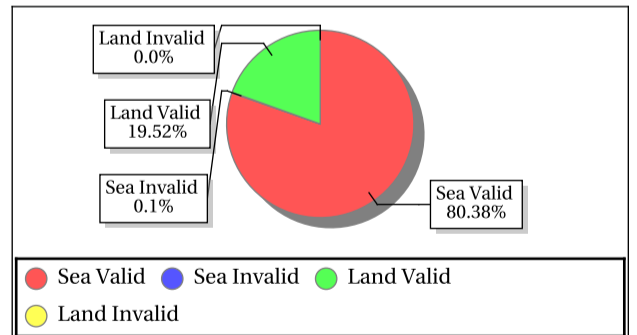 Land Invalid
0.0%
Land Valid
19.52%
Sea Invalid
0.1%
Sea Valid
80.38%
Sea Valid Sea Invalid Land Valid
Land Invalid